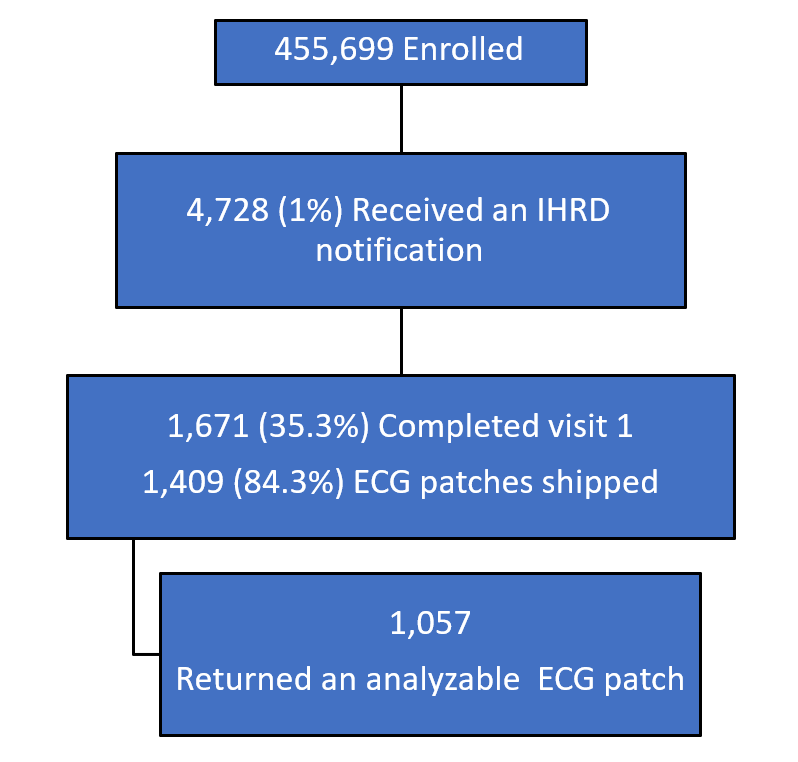 455,699 Enrolled
4,728 (1%) Received an IHRD
notification
1,671 (35.3%) Completed visit 1
1,409 (84.3%) ECG patches shipped
1,057
Returned an analyzable  ECG patch